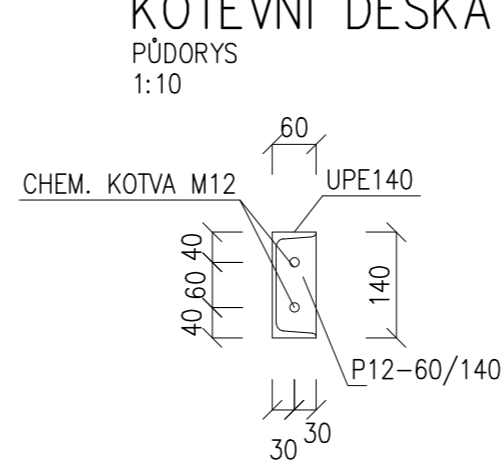 KOTEVNÍ DESKA
PŮDORYS
1:10
60
CHEM. KOTVA M12
UPE140
40
60
40
140
P12-60/140
30
30